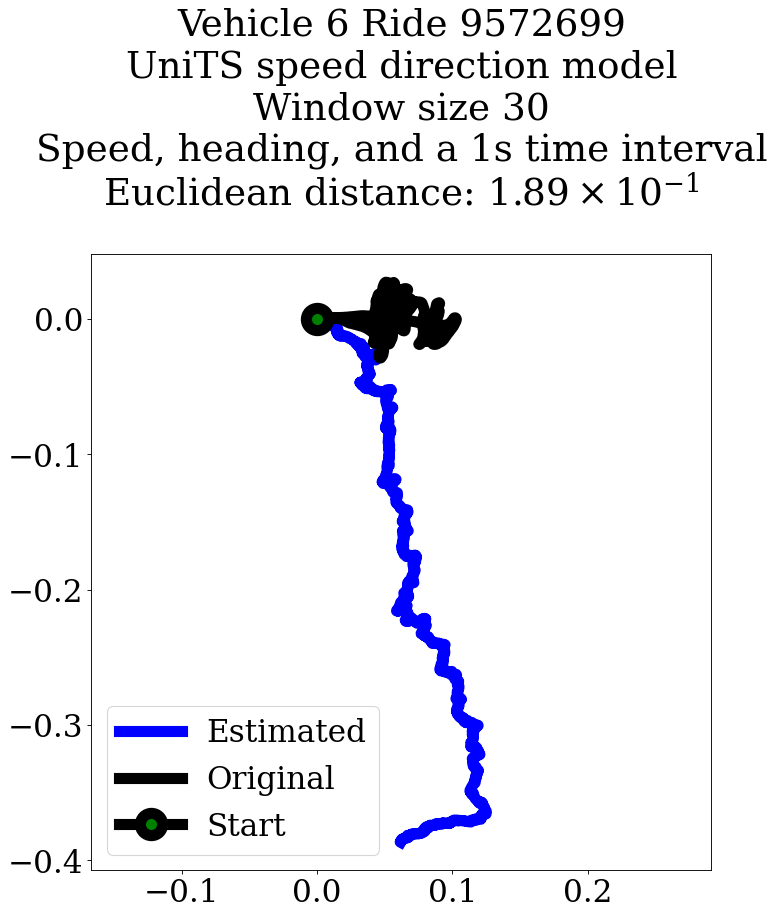 Vehicle 6 Ride 9572699
UniTS speed direction model
Window size 30
Speed, heading, and a 1s time interval
Euclidean distance: 1.89 × 10⁻¹
0.0
−0.1
−0.2
−0.3
−0.4
Estimated
Original
Start
−0.1 0.0 0.1 0.2